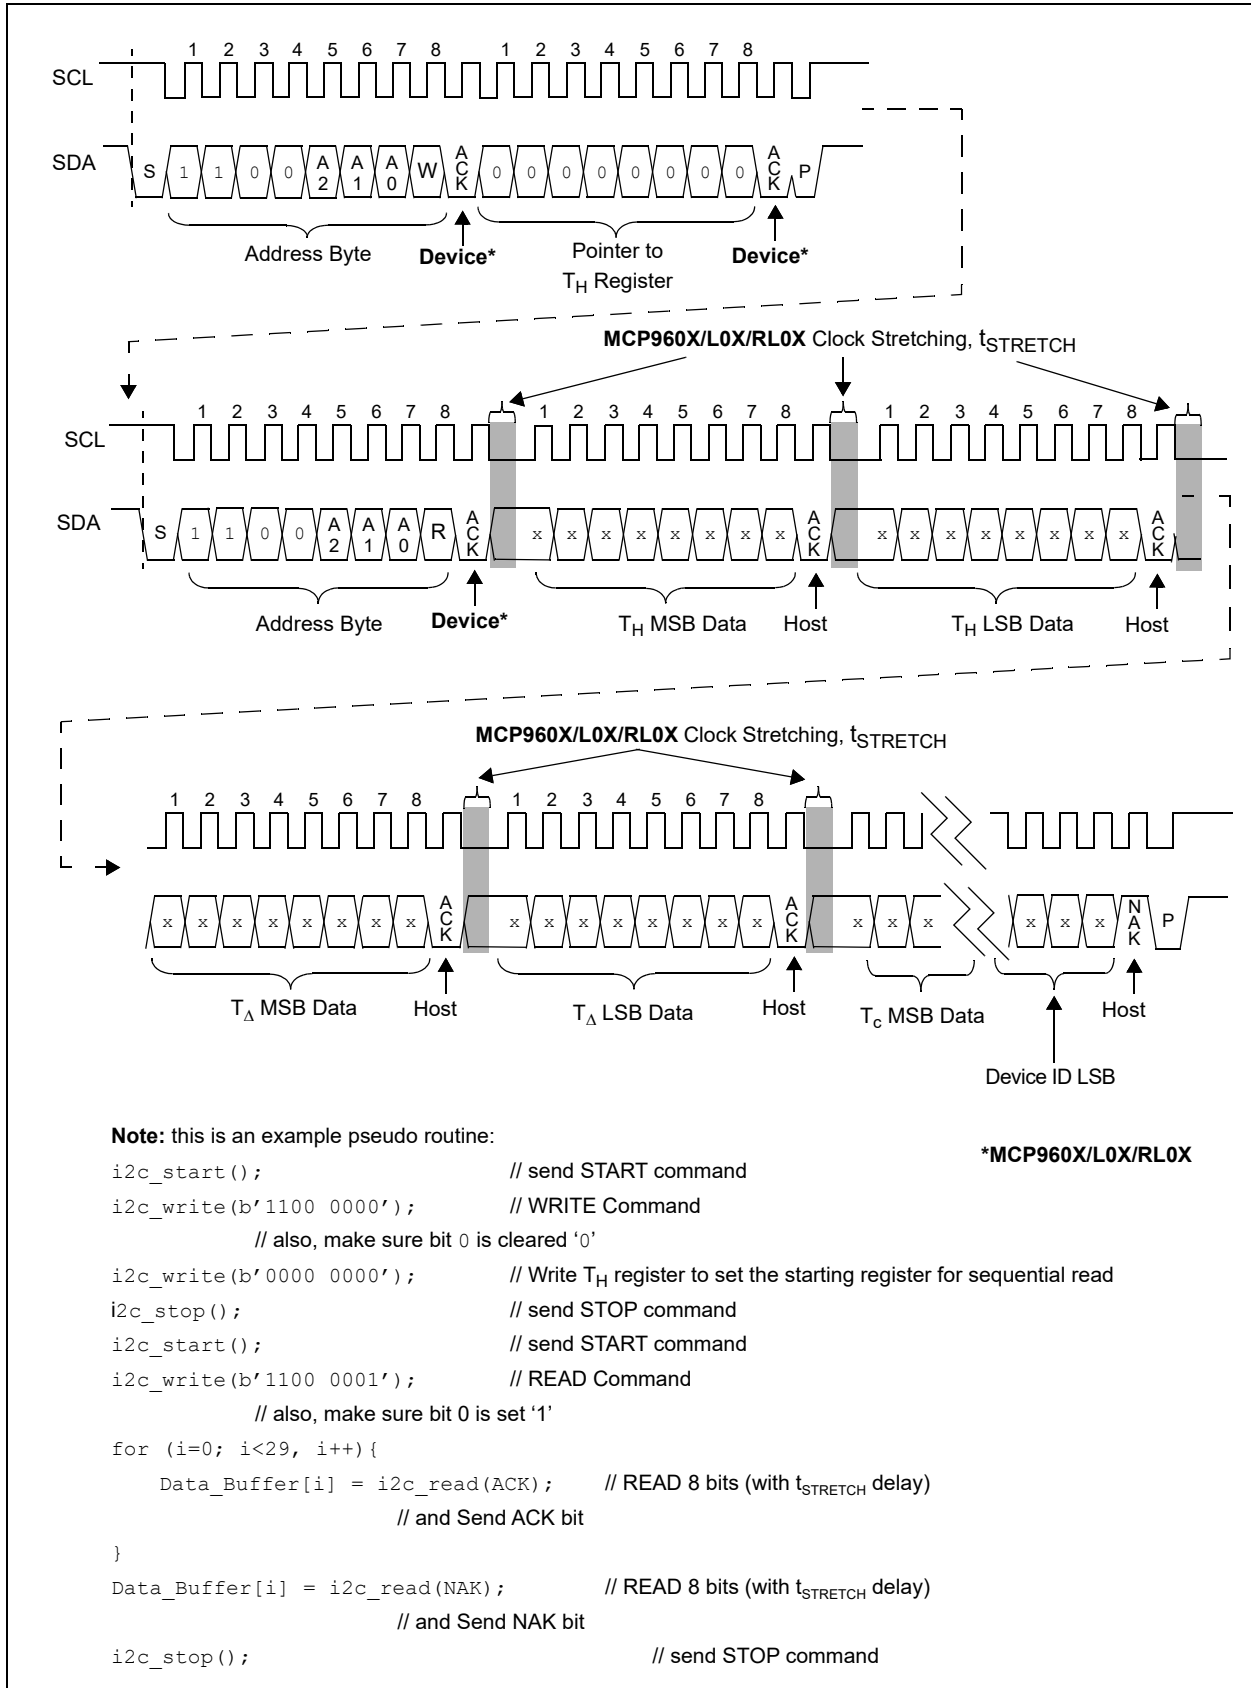 1 2 3 4 5 6 7 8 1 2 3 4 5 6 7 8
SCL
SDA
S 1 1 0 0 A2 A1 A0 W ACK 0 0 0 0 0 0 0 0 ACK P
Address Byte Device* Pointer to Device*
TH Register
MCP960X/L0X/RL0X Clock Stretching, tSTRETCH
1 2 3 4 5 6 7 8 1 2 3 4 5 6 7 8 1 2 3 4 5 6 7 8
SCL
SDA
S 1 1 0 0 A2 A1 A0 R ACK x x x x x x x x ACK x x x x x x x x ACK
Address Byte Device* TH MSB Data Host TH LSB Data Host
MCP960X/L0X/RL0X Clock Stretching, tSTRETCH
1 2 3 4 5 6 7 8 1 2 3 4 5 6 7 8
x x x x x x x x ACK x x x x x x x x ACK x x x x x x NAK P
TΔ MSB Data Host TΔ LSB Data Host Tc MSB Data Host
Device ID LSB
Note: this is an example pseudo routine:
*MCP960X/L0X/RL0X
i2c_start(); // send START command
i2c_write(b’1100 0000’); // WRITE Command
// also, make sure bit 0 is cleared ‘0’
i2c_write(b’0000 0000’); // Write TH register to set the starting register for sequential read
i2c_stop(); // send STOP command
i2c_start(); // send START command
i2c_write(b’1100 0001’); // READ Command
// also, make sure bit 0 is set ‘1’
for (i=0; i<29, i++){
Data_Buffer[i] = i2c_read(ACK); // READ 8 bits (with tSTRETCH delay)
// and Send ACK bit
}
Data_Buffer[i] = i2c_read(NAK); // READ 8 bits (with tSTRETCH delay)
// and Send NAK bit
i2c_stop(); // send STOP command